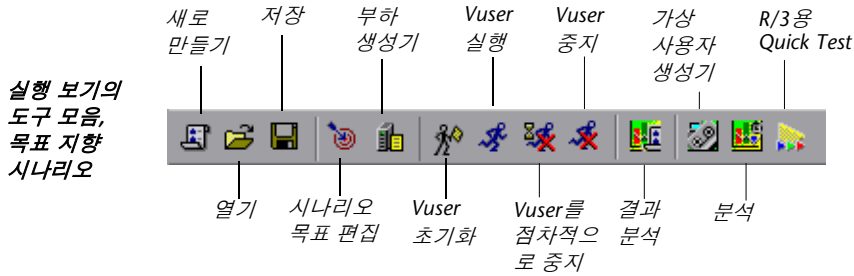 새로
만들기
저장
부하
생성기
Vuser
실행
Vuser
중지
가상
사용자
생성기
R/3용
Quick Test
실행 보기의
도구 모음,
목표 지향
시나리오
열기
시나리오
목표 편집
Vuser
초기화
Vuser를
점차적으
로 중지
결과
분석
분석